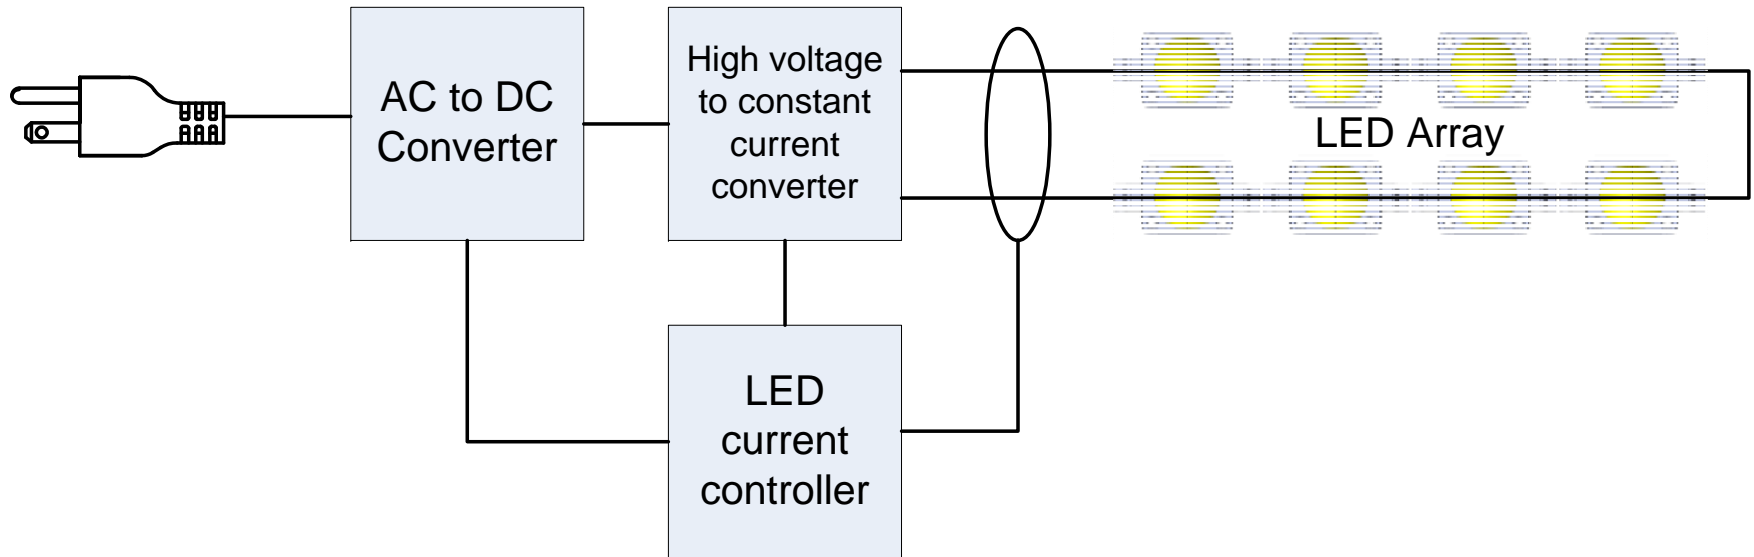 AC to DC
Converter
High voltage
to constant
current
converter
LED Array
LED
current
controller